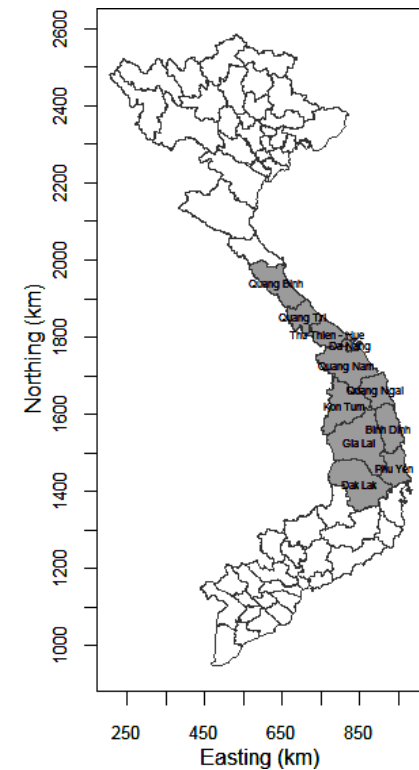 2600
2400
2200
2000
1800
1600
1400
1200
1000
Northing (km)
Quang Binh
Quang Tri
Thu Thien - Hue
Da Nang
Quang Nam
Quang Ngai
Kon Tum
Binh Dinh
Gia Lai
Phu Yen
Dak Lak
250 450 650 850
Easting (km)